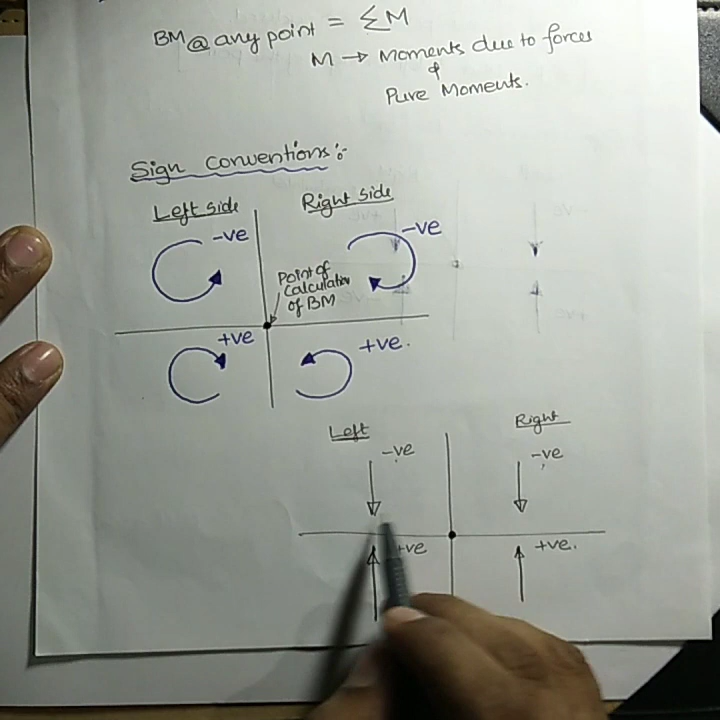 BM @ any point = ΣM
M → Moments due to forces
&
Pure Moments.
Sign conventions:-
Left side
Right side
-ve
-ve
Point of
Calculation
of BM
+ve
+ve.
Left
Right
-ve
-ve
+ve
+ve.